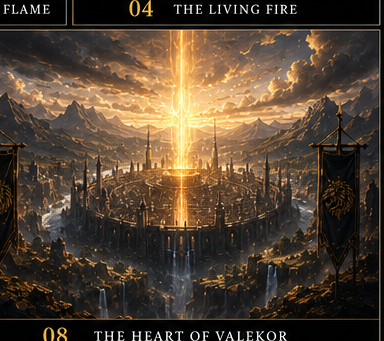 FLAME
04 THE LIVING FIRE
08 THE HEART OF VALEKOR